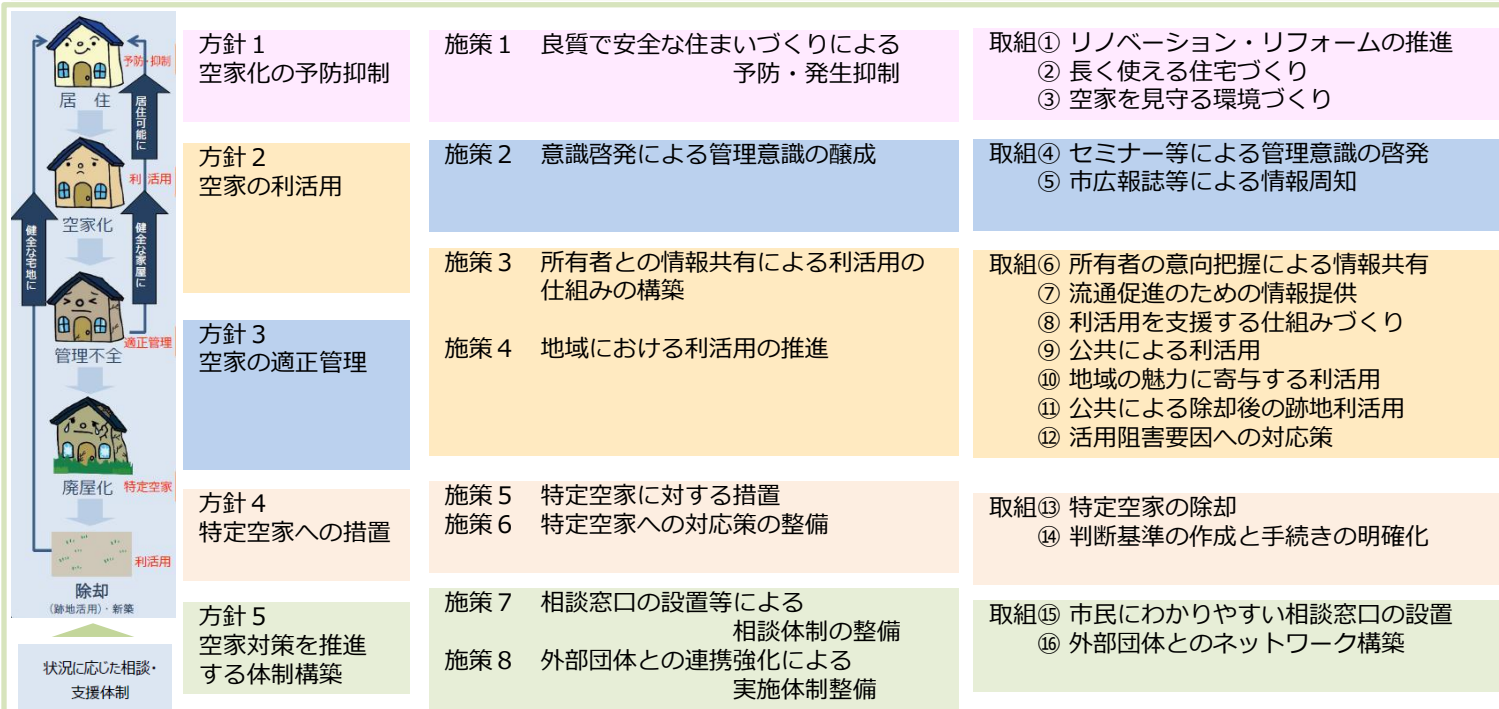 予防・抑制
居　住
居住可能に
利 活用
空家化
健全な宅地に
健全な家屋に
適正管理
管理不全
廃屋化
特定空家
利活用
除却
(跡地活用)・新築
状況に応じた相談・
支援体制
方針１
空家化の予防抑制
方針２
空家の利活用
方針３
空家の適正管理
方針４
特定空家への措置
方針５
空家対策を推進
する体制構築
施策１　良質で安全な住まいづくりによる
予防・発生抑制
施策２　意識啓発による管理意識の醸成
施策３　所有者との情報共有による利活用の
仕組みの構築
施策４　地域における利活用の推進
施策５　特定空家に対する措置
施策６　特定空家への対応策の整備
施策７　相談窓口の設置等による
相談体制の整備
施策８　外部団体との連携強化による
実施体制整備
取組① リノベーション・リフォームの推進
② 長く使える住宅づくり
③ 空家を見守る環境づくり
取組④ セミナー等による管理意識の啓発
⑤ 市広報誌等による情報周知
取組⑥ 所有者の意向把握による情報共有
⑦ 流通促進のための情報提供
⑧ 利活用を支援する仕組みづくり
⑨ 公共による利活用
⑩ 地域の魅力に寄与する利活用
⑪ 公共による除却後の跡地利活用
⑫ 活用阻害要因への対応策
取組⑬ 特定空家の除却
⑭ 判断基準の作成と手続きの明確化
取組⑮ 市民にわかりやすい相談窓口の設置
⑯ 外部団体とのネットワーク構築